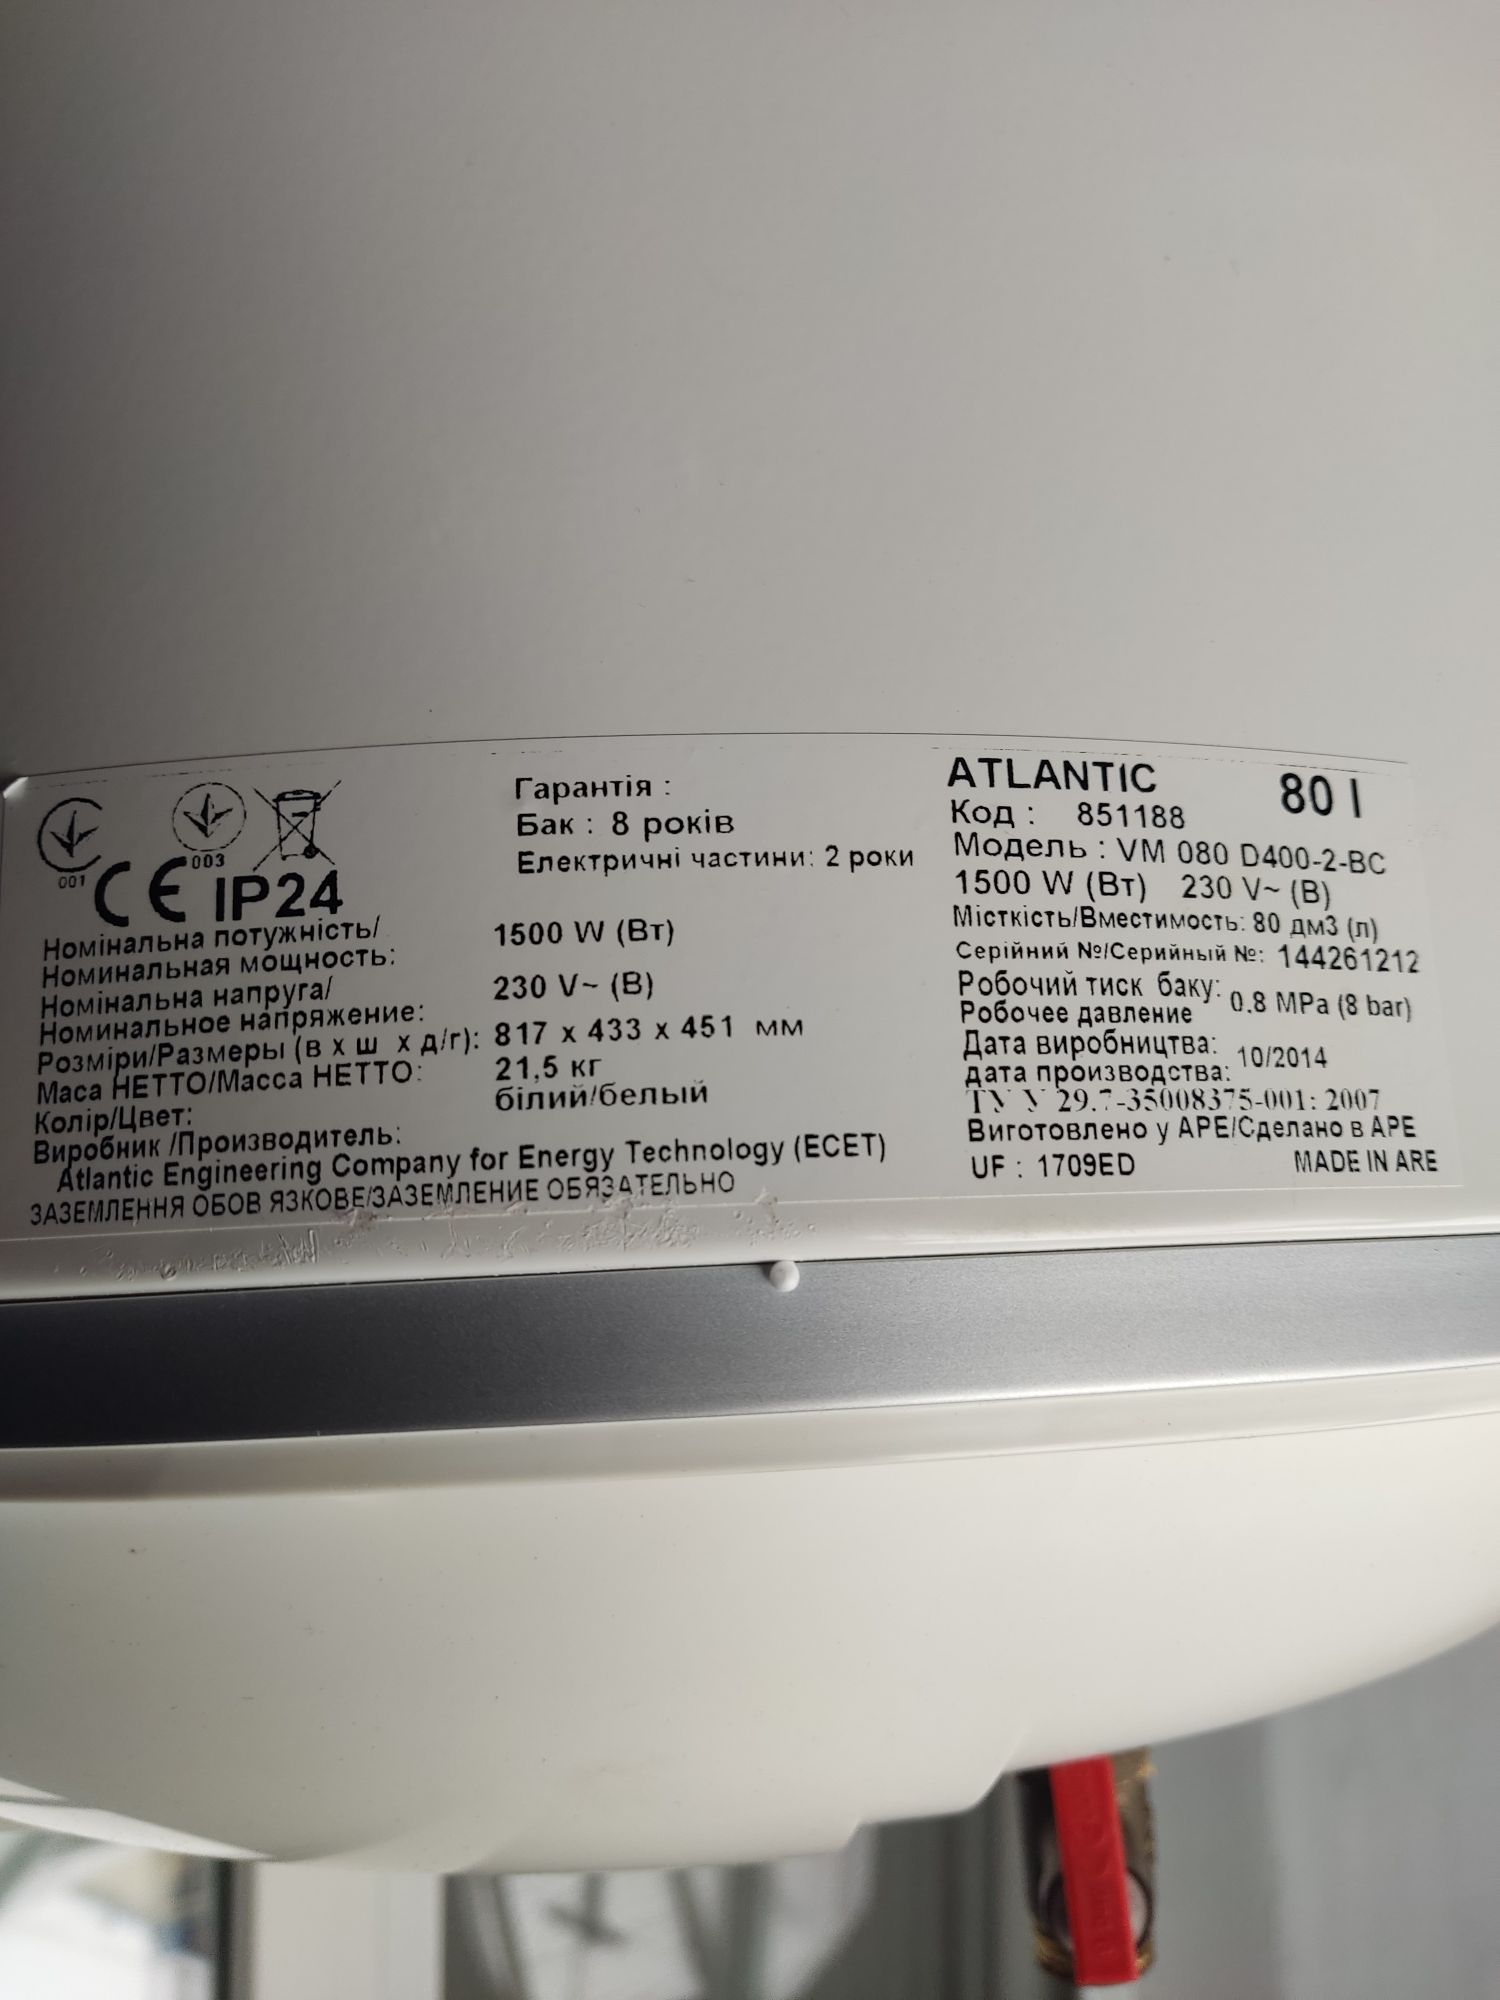 001
003
CE IP24
Гарантія :
Бак : 8 років
Електричні частини: 2 роки
Номінальна потужність/
Номинальная мощность:
1500 W (Вт)
Номінальна напруга/
Номинальное напряжение:
230 V~ (В)
Розміри/Размеры (в х ш х д/г): 817 x 433 x 451 мм
Маса НЕТТО/Масса НЕТТО: 21,5 кг
Колір/Цвет: білий/белый
Виробник /Производитель:
Atlantic Engineering Company for Energy Technology (ECET)
ЗАЗЕМЛЕННЯ ОБОВ ЯЗКОВЕ/ЗАЗЕМЛЕНИЕ ОБЯЗАТЕЛЬНО
ATLANTIC 80 l
Код : 851188
Модель : VM 080 D400-2-BC
1500 W (Вт) 230 V~ (В)
Місткість/Вместимость: 80 дм3 (л)
Серійний №/Серийный №: 144261212
Робочий тиск баку:
Робочее давление
0.8 MPa (8 bar)
Дата виробництва:
дата производства:
10/2014
ТУ У 29.7-35008375-001: 2007
Виготовлено у АРЕ/Сделано в АРЕ
UF : 1709ED MADE IN ARE